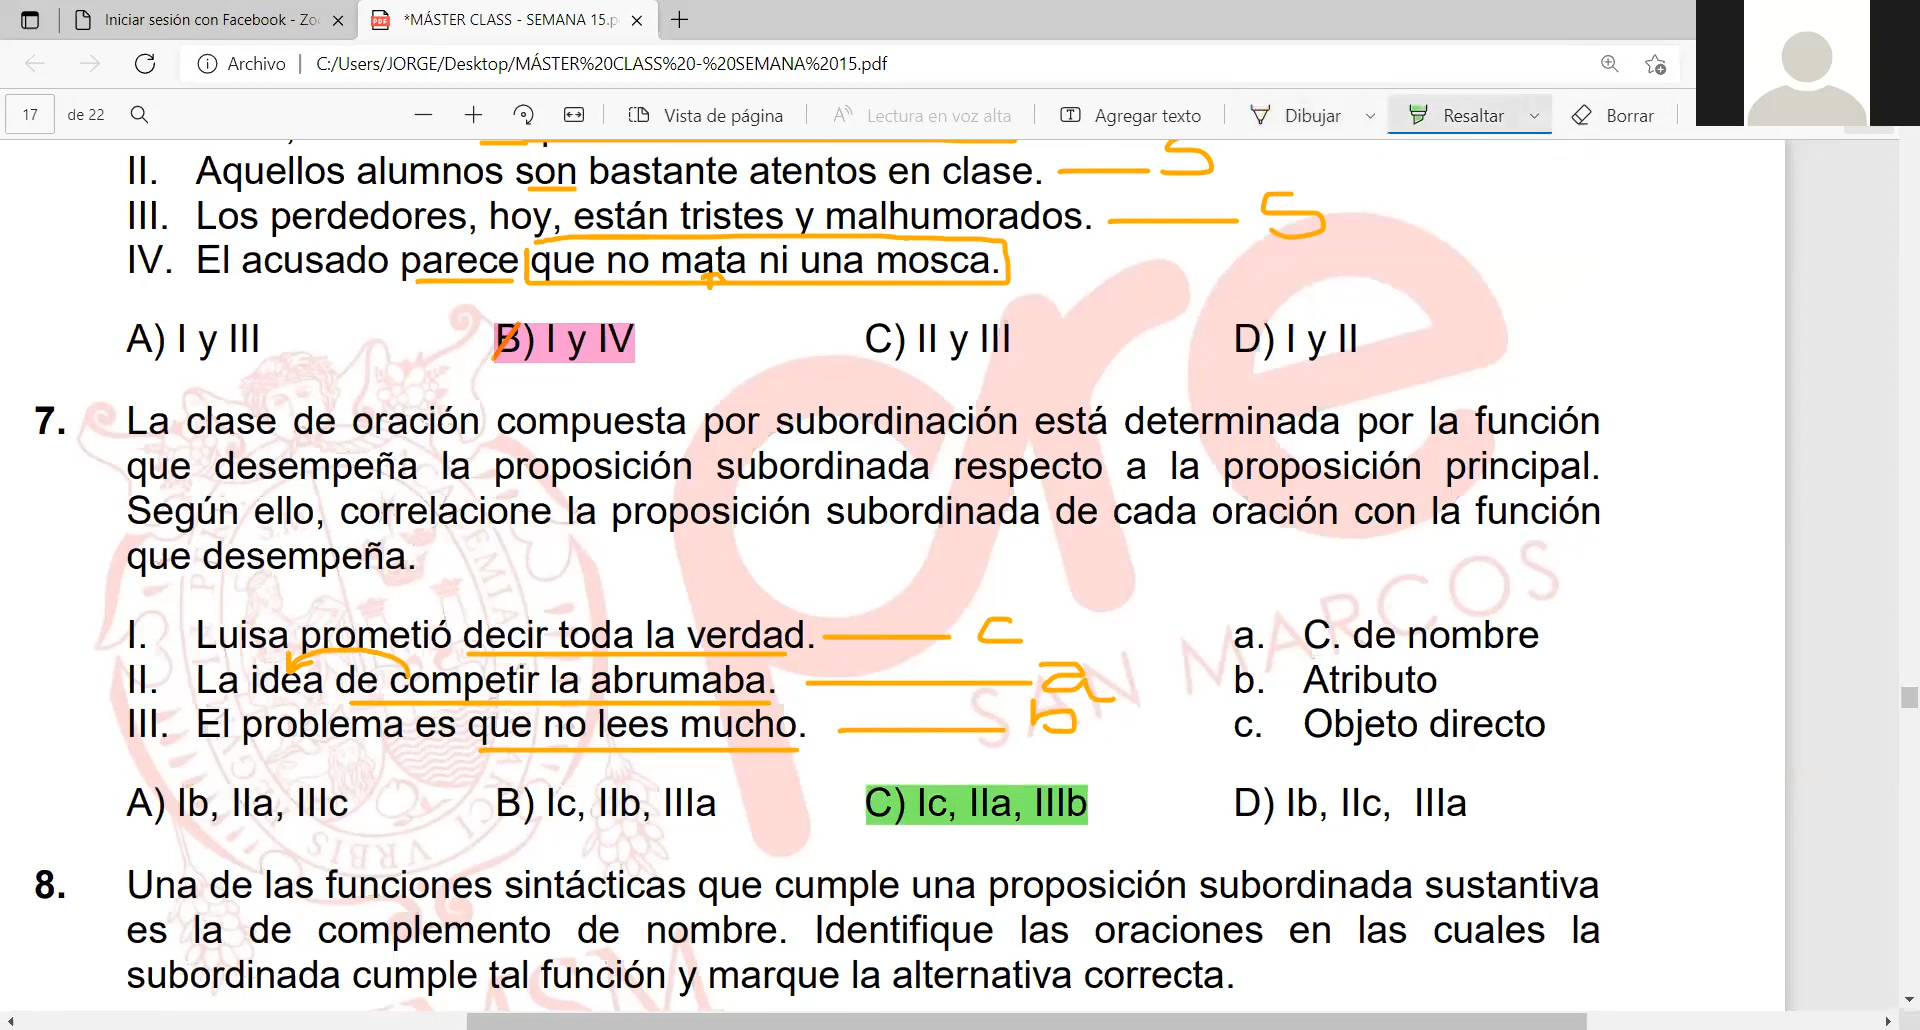 Iniciar sesión con Facebook - Zo
*MÁSTER CLASS - SEMANA 15.p
Archivo | C:/Users/JORGE/Desktop/MÁSTER%20CLASS%20-%20SEMANA%2015.pdf
17 de 22
Vista de página
Lectura en voz alta
Agregar texto
Dibujar
Resaltar
Borrar
II. Aquellos alumnos son bastante atentos en clase. S
III. Los perdedores, hoy, están tristes y malhumorados. S
IV. El acusado parece que no mata ni una mosca.
A) I y III B) I y IV C) II y III D) I y II
7. La clase de oración compuesta por subordinación está determinada por la función
que desempeña la proposición subordinada respecto a la proposición principal.
Según ello, correlacione la proposición subordinada de cada oración con la función
que desempeña.
I. Luisa prometió decir toda la verdad. c a. C. de nombre
II. La idea de competir la abrumaba. a b. Atributo
III. El problema es que no lees mucho. b c. Objeto directo
A) Ib, IIa, IIIc B) Ic, IIb, IIIa C) Ic, IIa, IIIb D) Ib, IIc, IIIa
8. Una de las funciones sintácticas que cumple una proposición subordinada sustantiva
es la de complemento de nombre. Identifique las oraciones en las cuales la
subordinada cumple tal función y marque la alternativa correcta.
pre
SAN MARCOS